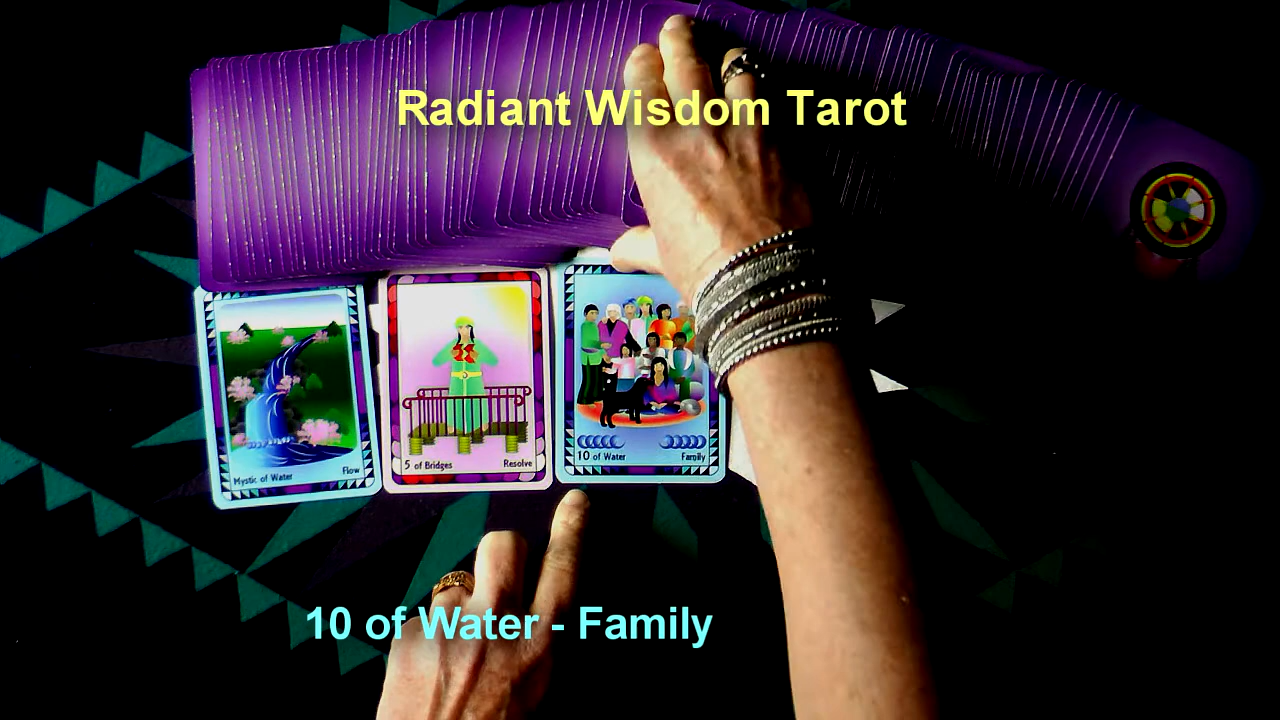 Radiant Wisdom Tarot
Mystic of Water
Flow
5 of Bridges
Resolve
10 of Water
Family
10 of Water - Family